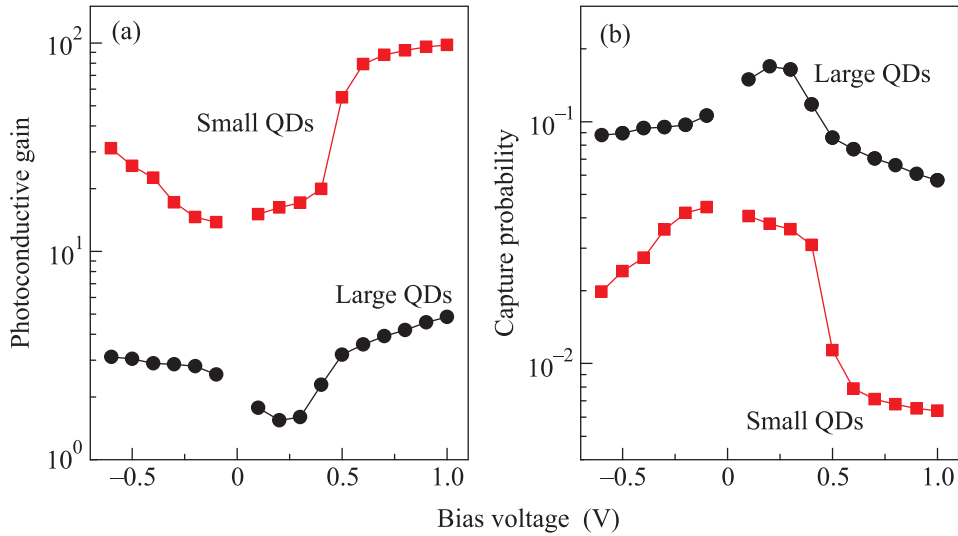 (a)
Photoconductive gain
10²
10¹
10⁰
Small QDs
Large QDs
–0.5 0 0.5 1.0
(b)
Capture probability
10⁻¹
10⁻²
Large QDs
Small QDs
–0.5 0 0.5 1.0
Bias voltage (V)